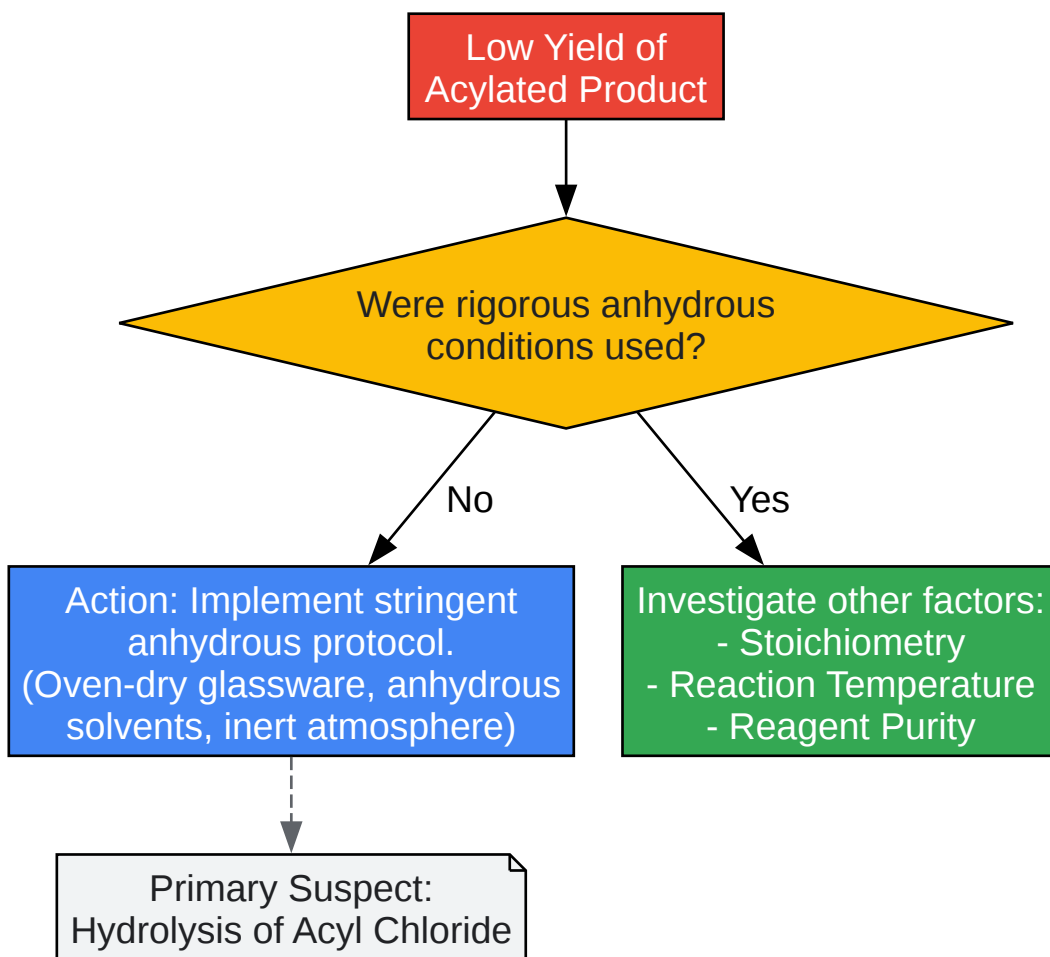 Low Yield of
Acylated Product
Were rigorous anhydrous
conditions used?
No
Yes
Action: Implement stringent
anhydrous protocol.
(Oven-dry glassware, anhydrous
solvents, inert atmosphere)
Investigate other factors:
- Stoichiometry
- Reaction Temperature
- Reagent Purity
Primary Suspect:
Hydrolysis of Acyl Chloride